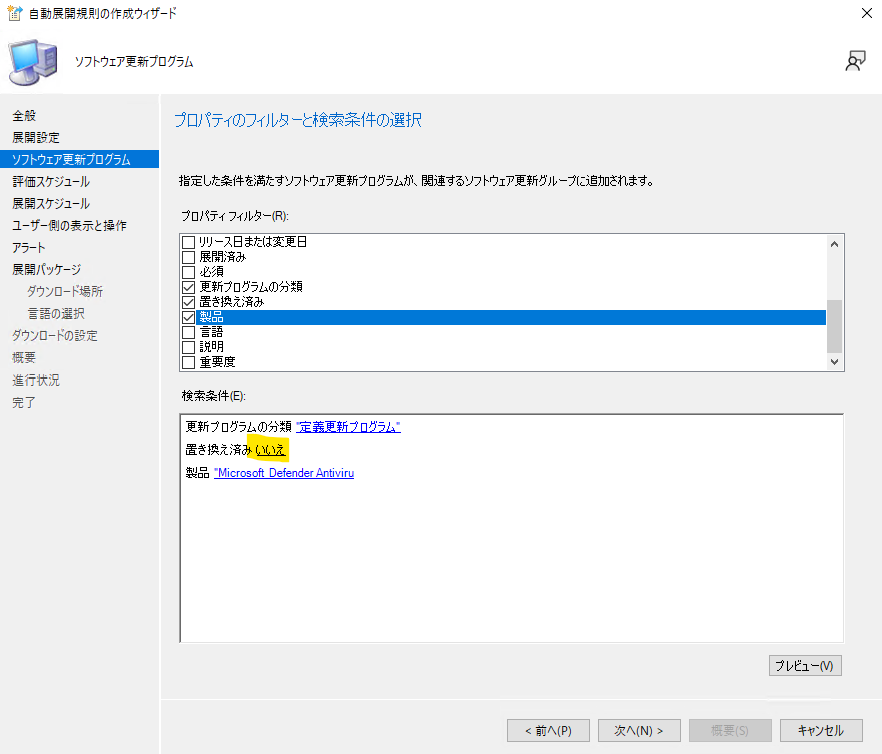 自動展開規則の作成ウィザード
ソフトウェア更新プログラム
全般
展開設定
ソフトウェア更新プログラム
評価スケジュール
展開スケジュール
ユーザー側の表示と操作
アラート
展開パッケージ
ダウンロード場所
言語の選択
ダウンロードの設定
概要
進行状況
完了
プロパティのフィルターと検索条件の選択
指定した条件を満たすソフトウェア更新プログラムが、関連するソフトウェア更新グループに追加されます。
プロパティ フィルター(R):
リリース日または変更日
展開済み
必須
更新プログラムの分類
置き換え済み
製品
言語
説明
重要度
検索条件(E):
更新プログラムの分類 "定義更新プログラム"
置き換え済み いいえ
製品 "Microsoft Defender Antiviru
プレビュー(V)
< 前へ(P)
次へ(N) >
概要(S)
キャンセル